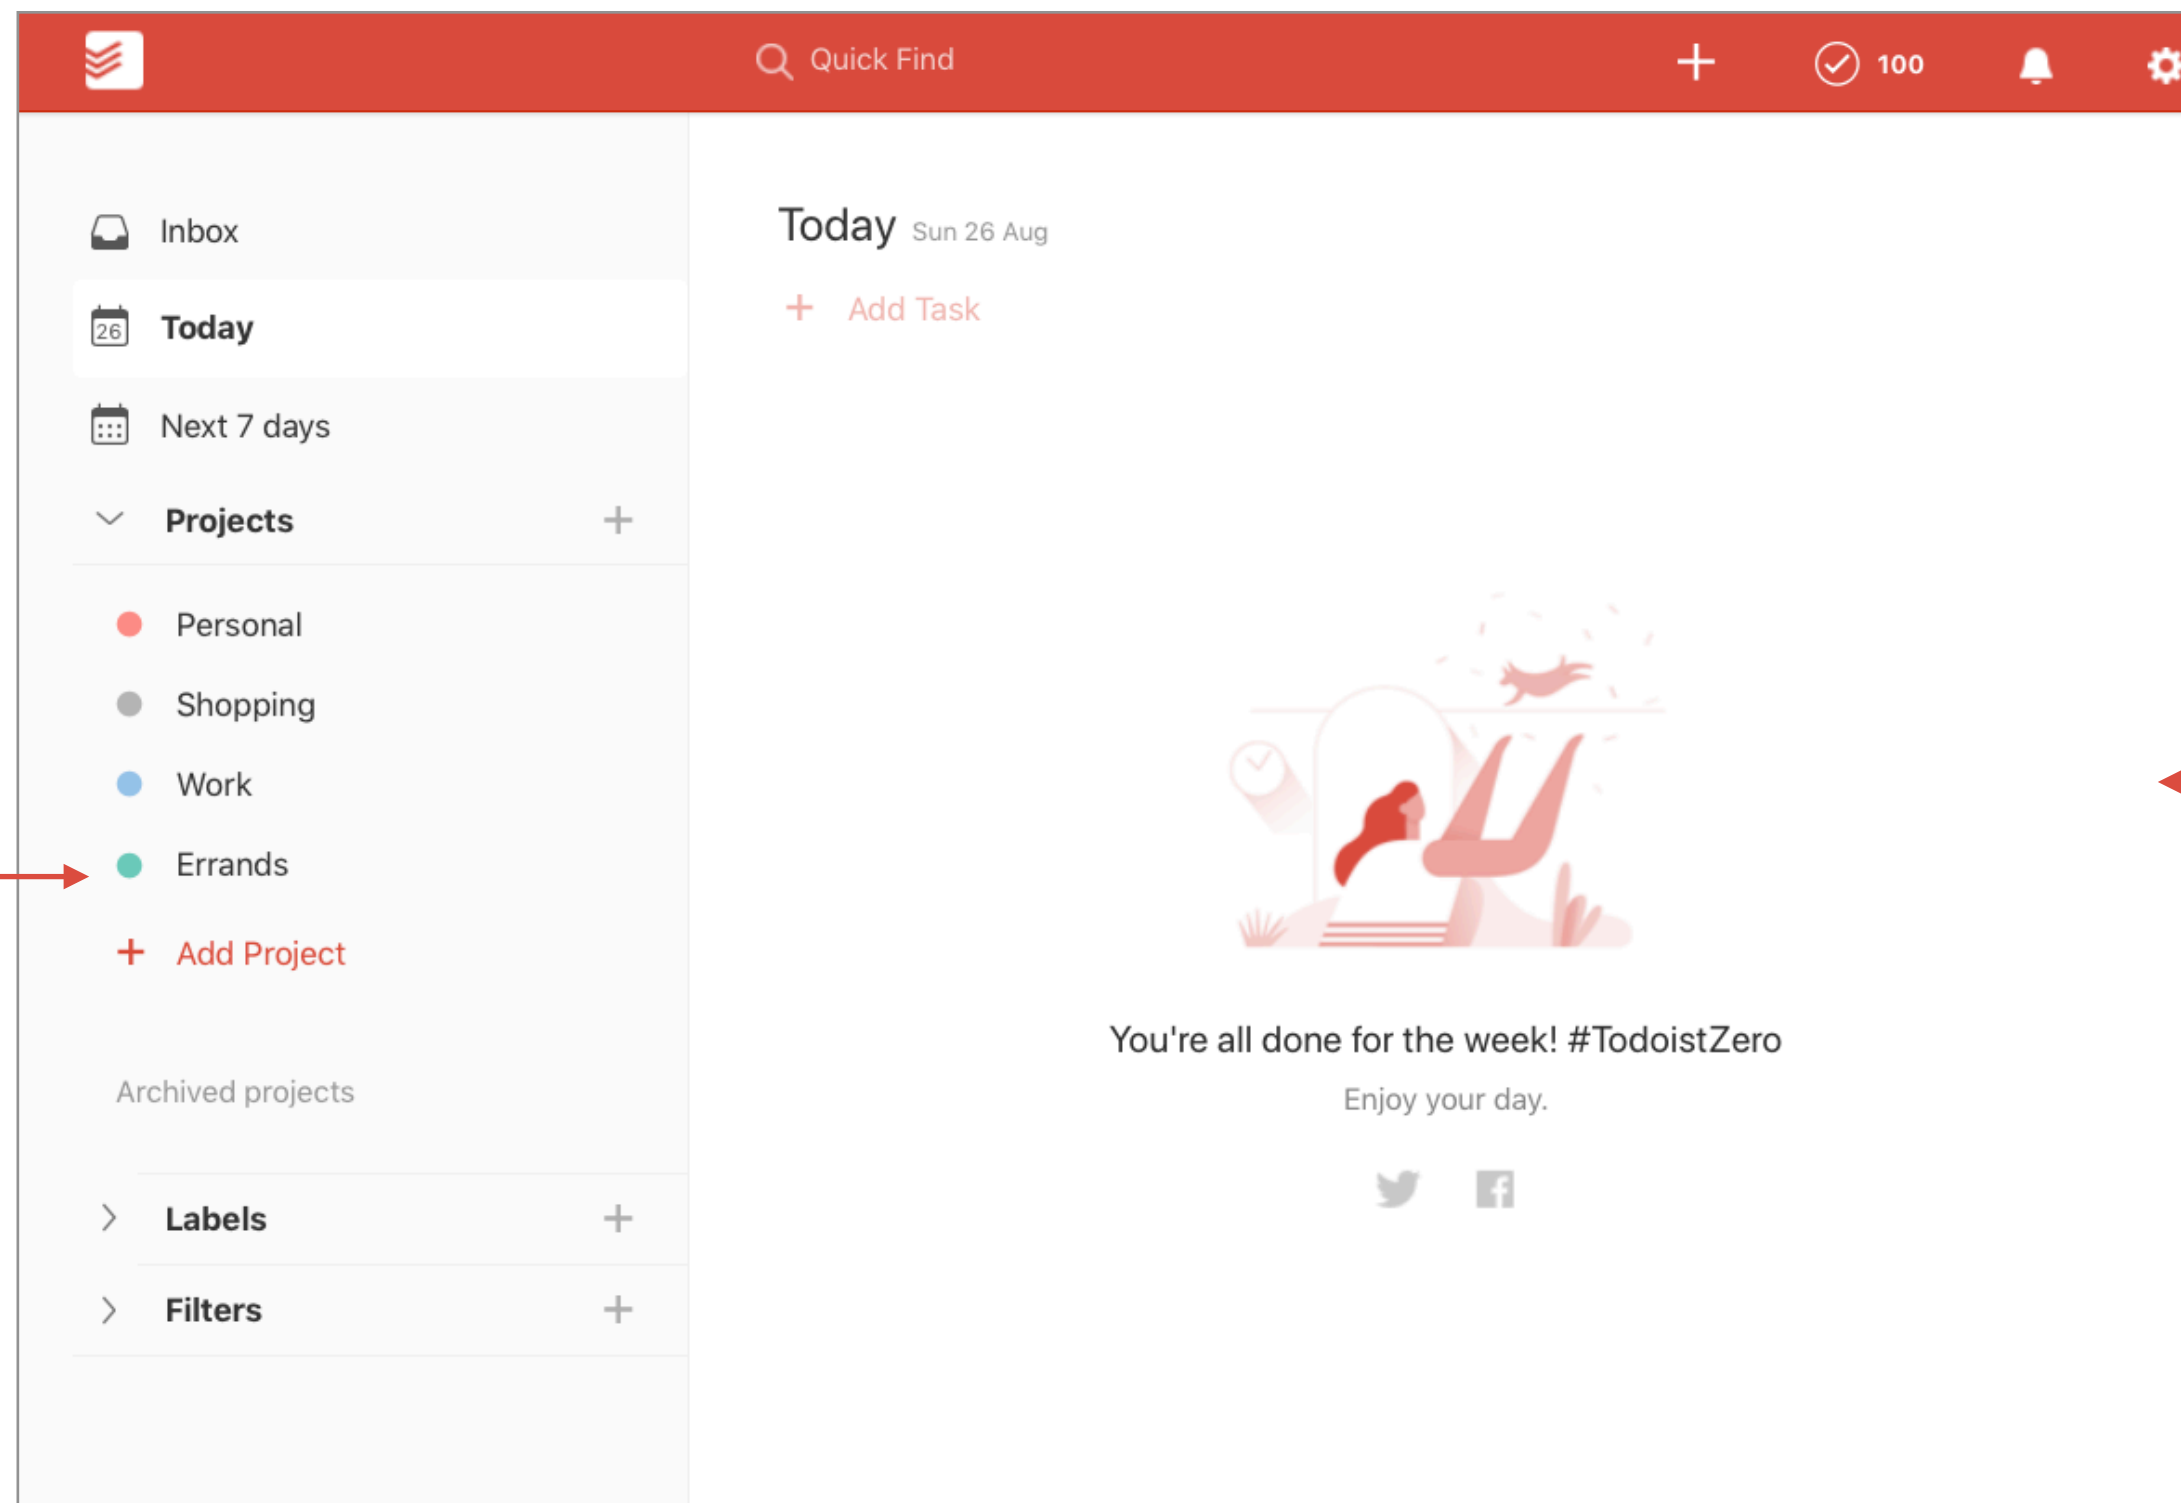 Quick Find
100
Inbox
26 Today
Next 7 days
Projects
Personal
Shopping
Work
Errands
Add Project
Archived projects
Labels
Filters
Today Sun 26 Aug
+ Add Task
You're all done for the week! #TodoistZero
Enjoy your day.